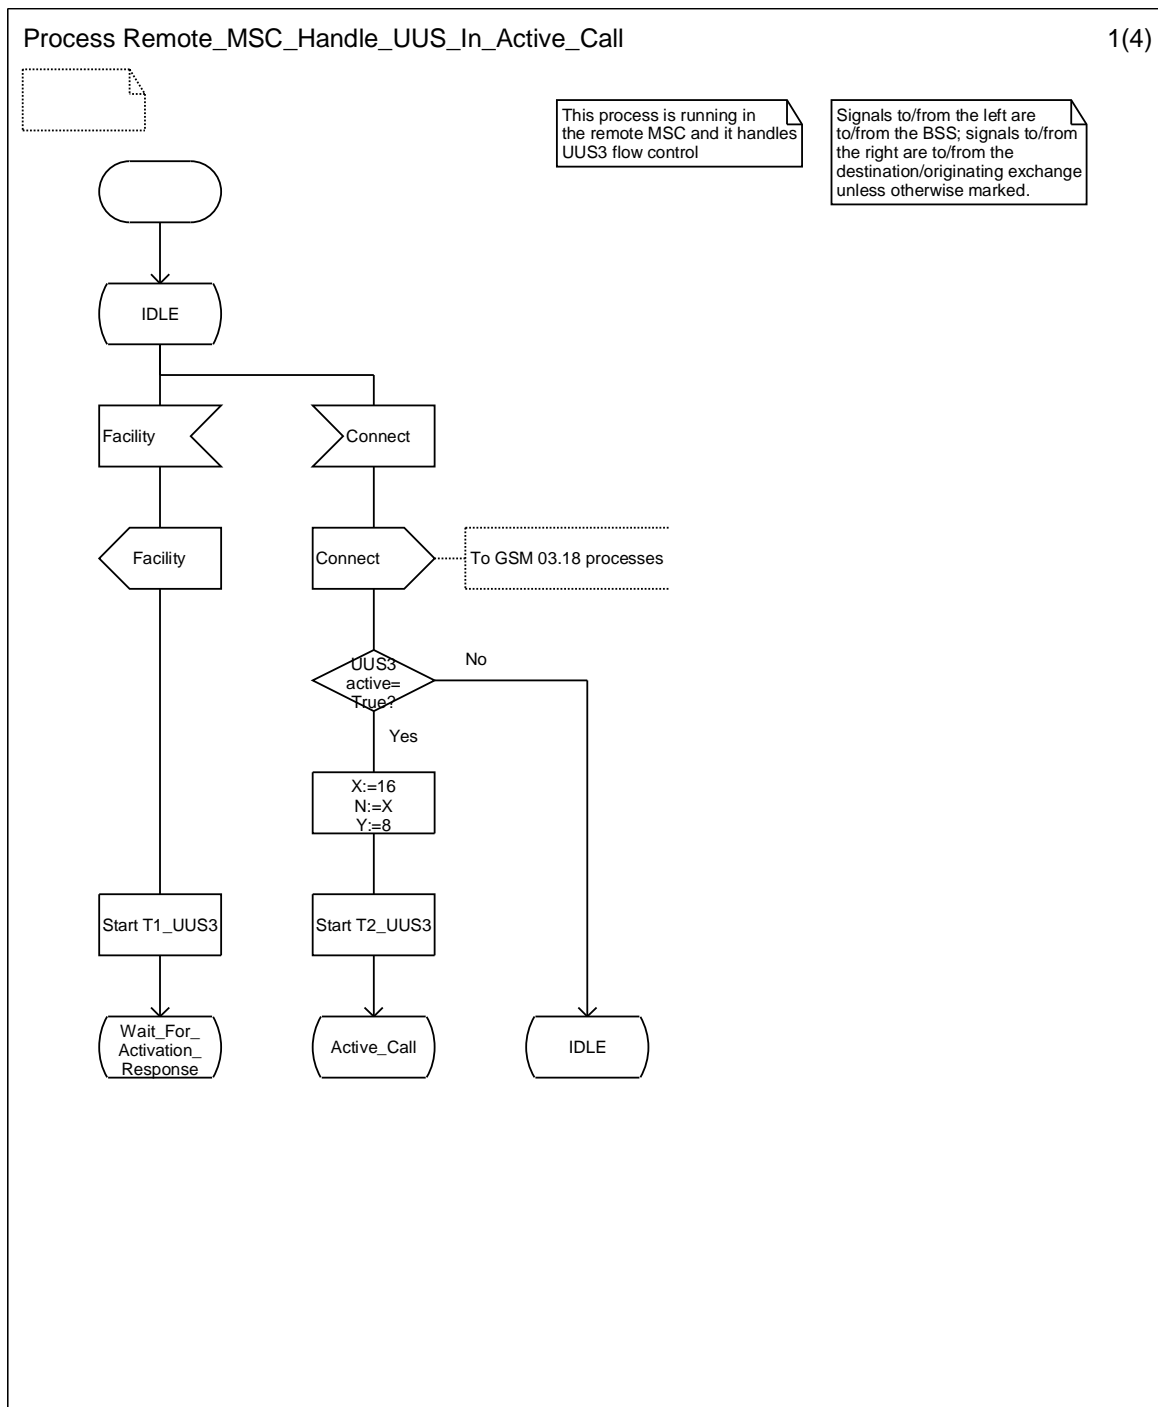 Process Remote_MSC_Handle_UUS_In_Active_Call
1(4)
This process is running in
the remote MSC and it handles
UUS3 flow control
Signals to/from the left are
to/from the BSS; signals to/from
the right are to/from the
destination/originating exchange
unless otherwise marked.
IDLE
Facility
Connect
Facility
Connect
To GSM 03.18 processes
UUS3
active=
True?
No
Yes
X:=16
N:=X
Y:=8
Start T1_UUS3
Start T2_UUS3
Wait_For_
Activation_
Response
Active_Call
IDLE